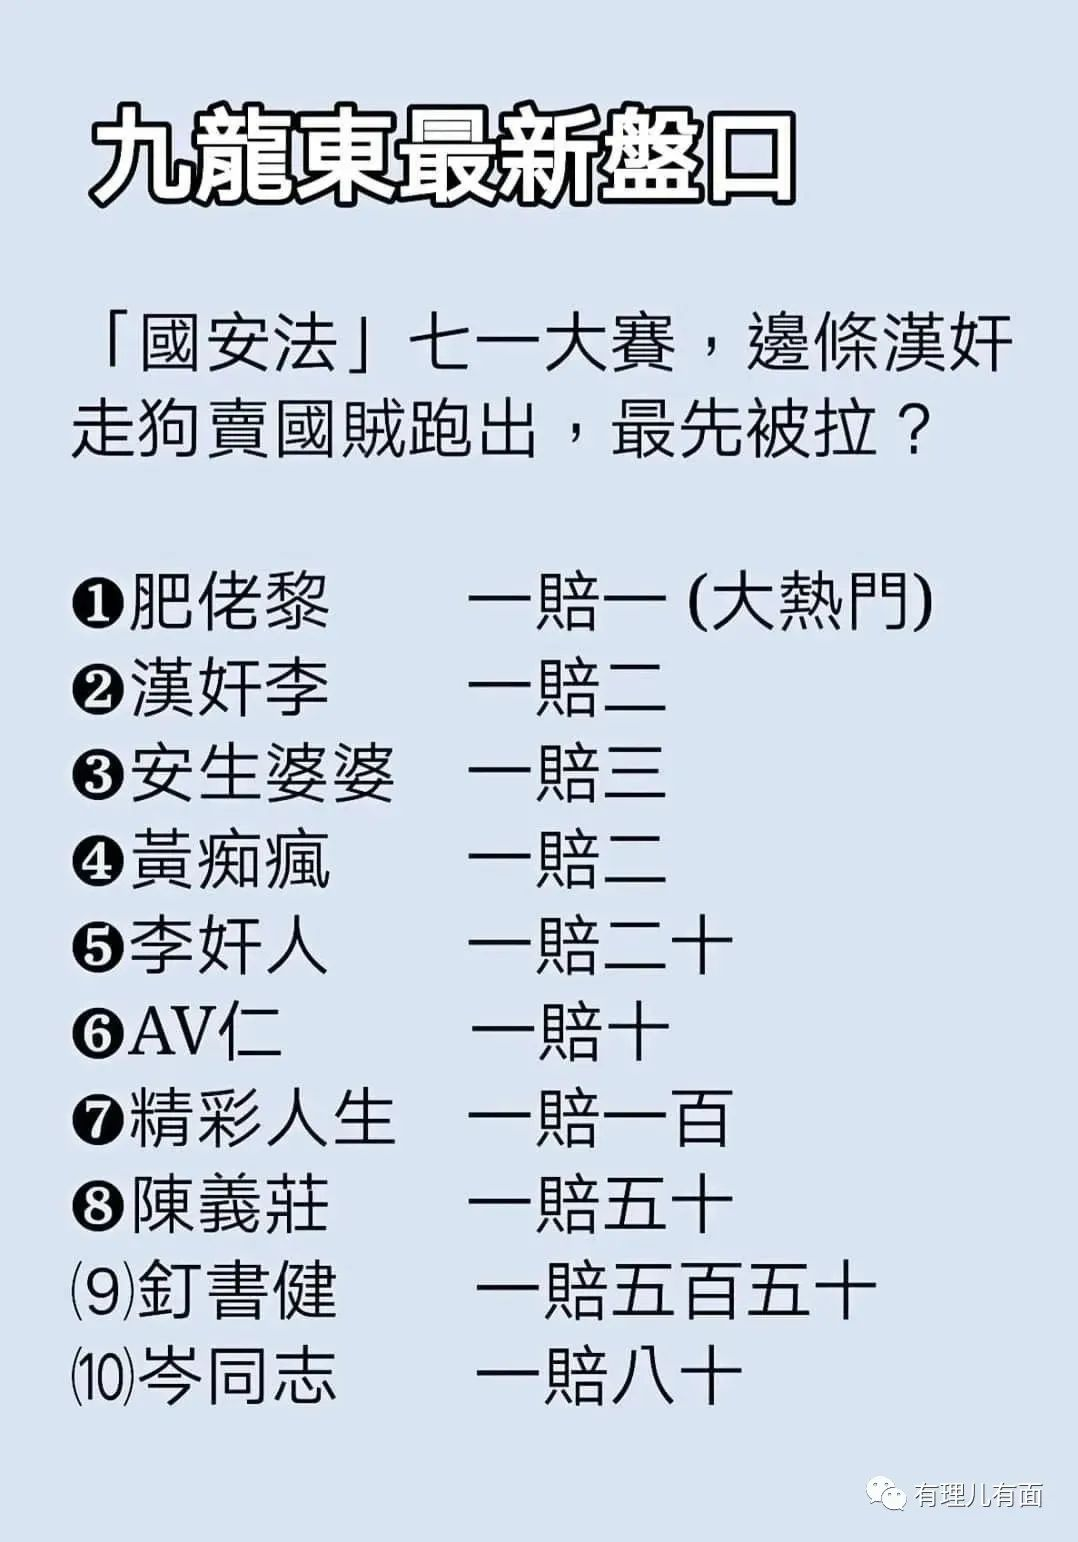 九龍東最新盤口
「國安法」七一大賽，邊條漢奸
走狗賣國賊跑出，最先被拉？
❶肥佬黎 一賠一 (大熱門)
❷漢奸李 一賠二
❸安生婆婆 一賠三
❹黃痴瘋 一賠二
❺李奸人 一賠二十
❻AV仁 一賠十
❼精彩人生 一賠一百
❽陳義莊 一賠五十
⑼釘書健 一賠五百五十
⑽岑同志 一賠八十
有理儿有面